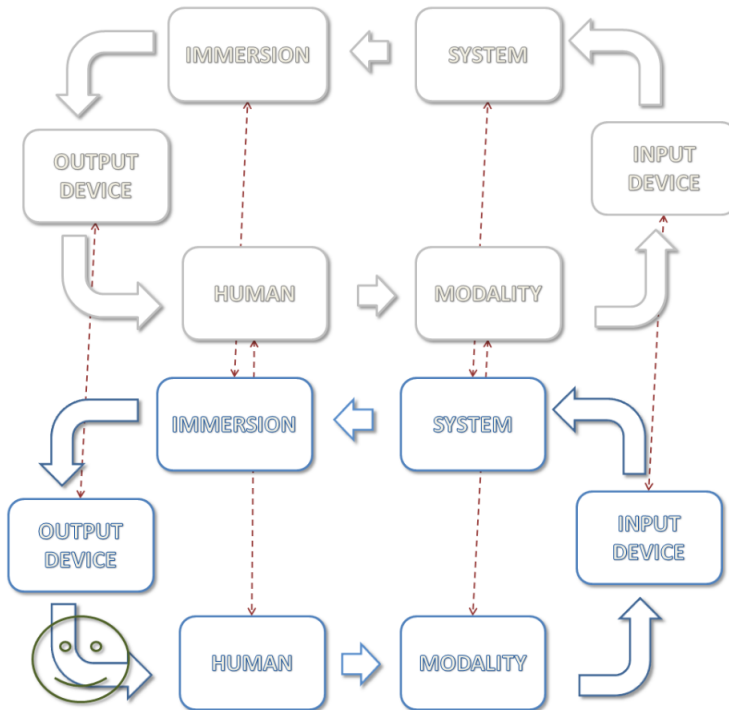 IMMERSION
SYSTEM
OUTPUT
DEVICE
INPUT
DEVICE
HUMAN
MODALITY
IMMERSION
SYSTEM
OUTPUT
DEVICE
INPUT
DEVICE
HUMAN
MODALITY